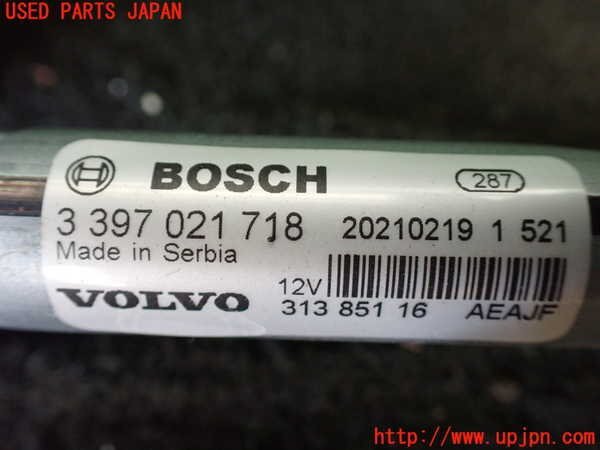 USED PARTS JAPAN
BOSCH 287
3 397 021 718 20210219 1 521
Made in Serbia
12V
VOLVO 313 851 16 AEAJF
http://www.upjpn.com